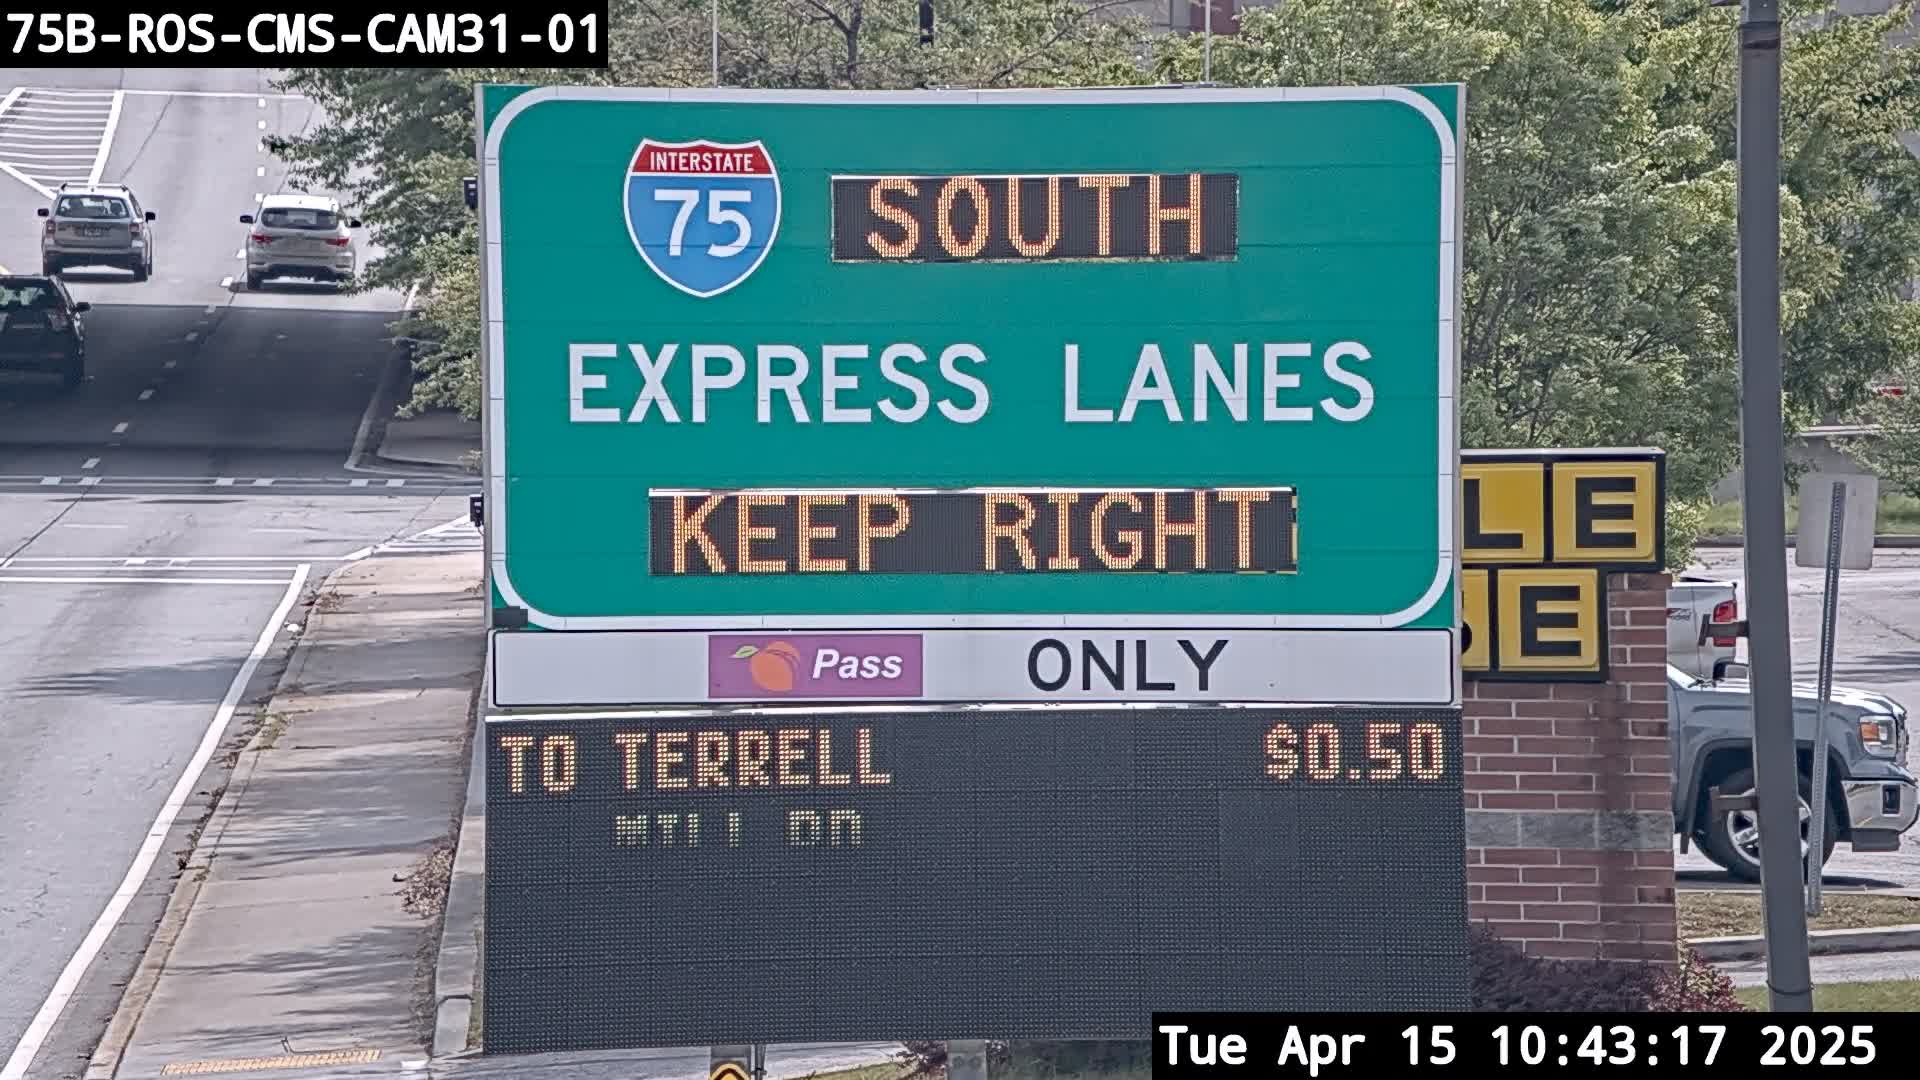 75B-ROS-CMS-CAM31-01
INTERSTATE
75
SOUTH
EXPRESS LANES
KEEP RIGHT
Pass ONLY
TO TERRELL $0.50
LE
E
Tue Apr 15 10:43:17 2025